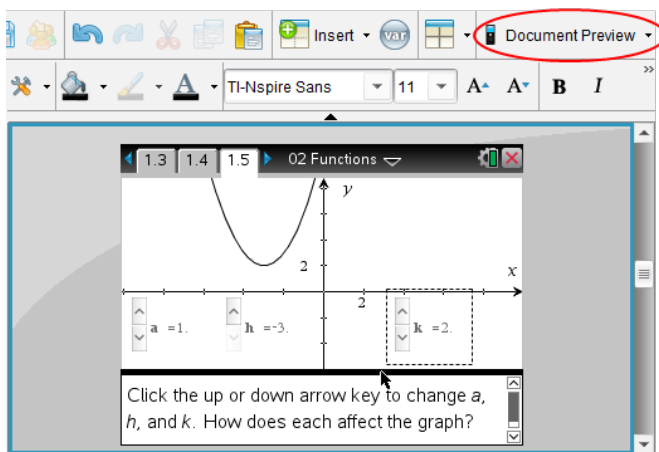 Insert var Document Preview
TI-Nspire Sans 11 A A B I »
1.3 1.4 1.5 02 Functions
y
2
x
2
a =1. h =-3. k =2.
Click the up or down arrow key to change a,
h, and k. How does each affect the graph?